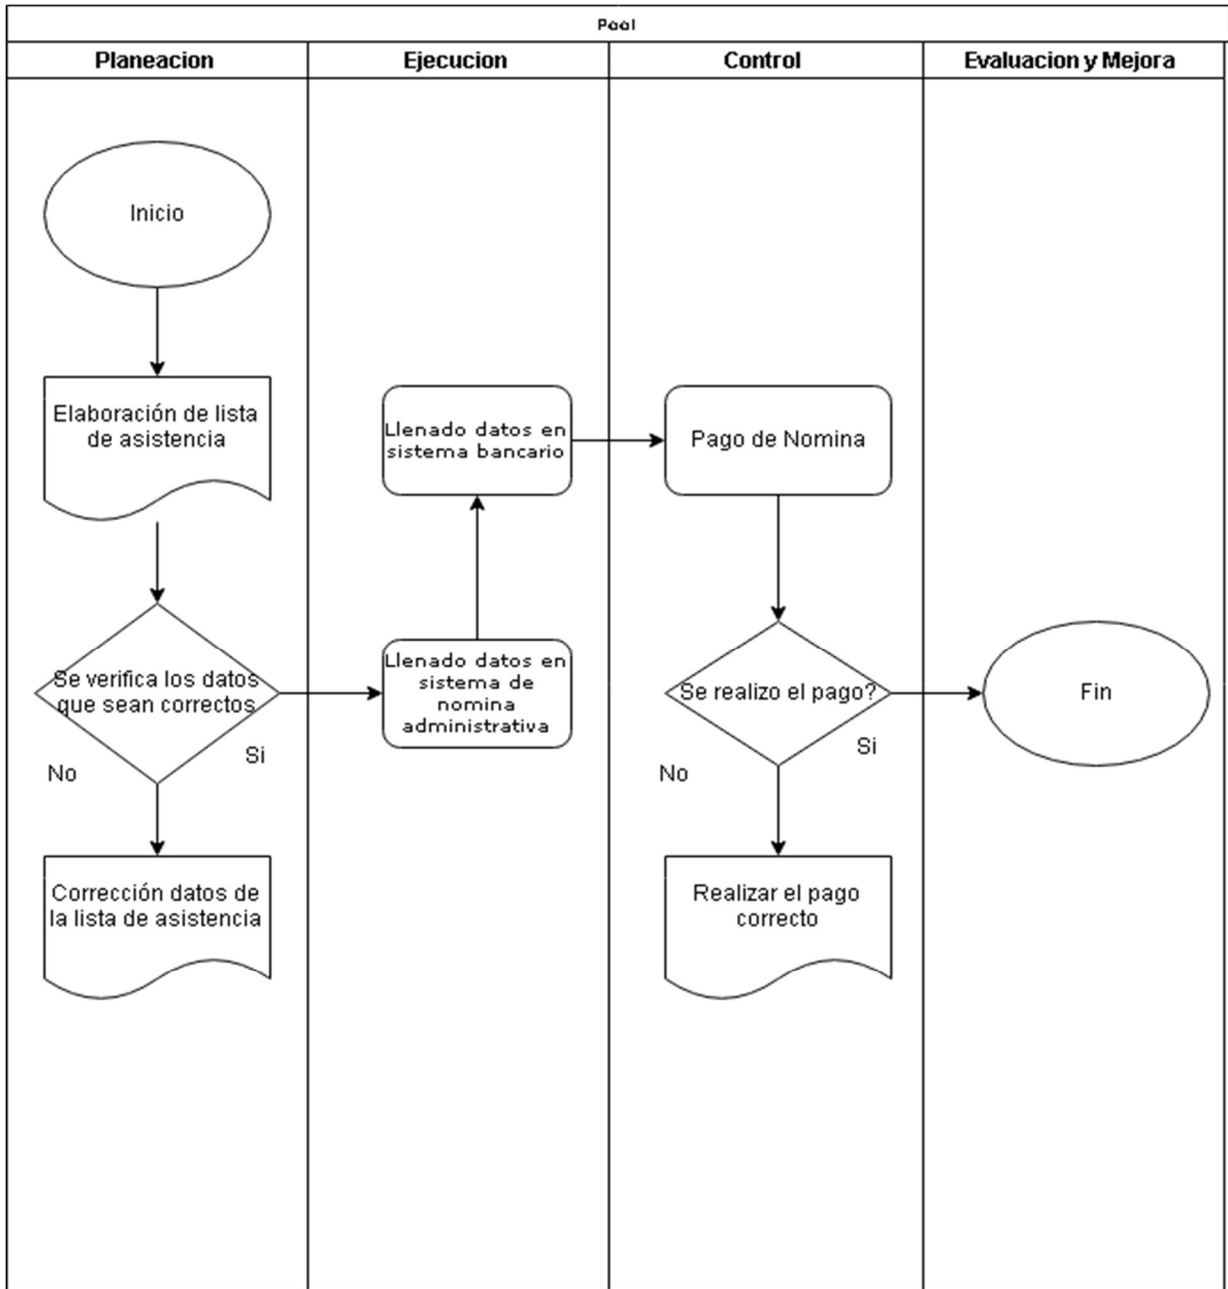 Pool
Planeacion
Ejecucion
Control
Evaluacion y Mejora
Inicio
Elaboración de lista
de asistencia
Se verifica los datos
que sean correctos
Si
No
Corrección datos de
la lista de asistencia
Llenado datos en
sistema de
nomina
administrativa
Llenado datos en
sistema bancario
Pago de Nomina
Se realizo el pago?
Si
No
Realizar el pago
correcto
Fin